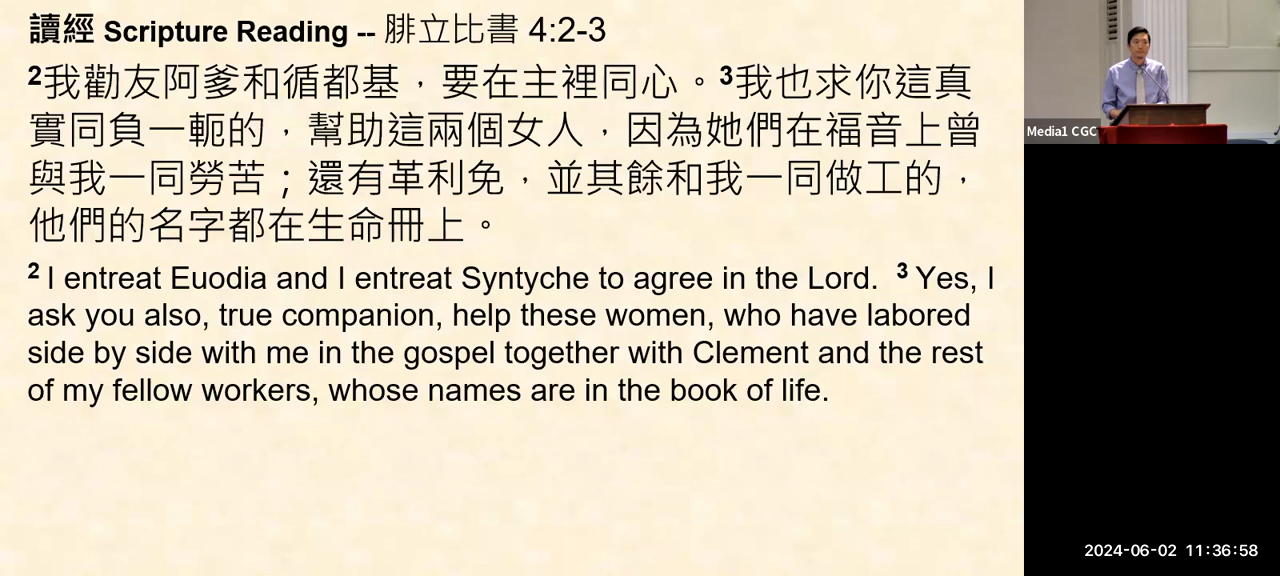 讀經 Scripture Reading -- 腓立比書 4:2-3
2我勸友阿爹和循都基，要在主裡同心。3我也求你這真
實同負一軛的，幫助這兩個女人，因為她們在福音上曾
與我一同勞苦；還有革利免，並其餘和我一同做工的，
他們的名字都在生命冊上。
2 I entreat Euodia and I entreat Syntyche to agree in the Lord. 3 Yes, I
ask you also, true companion, help these women, who have labored
side by side with me in the gospel together with Clement and the rest
of my fellow workers, whose names are in the book of life.
Media1 CGC
2024-06-02 11:36:58